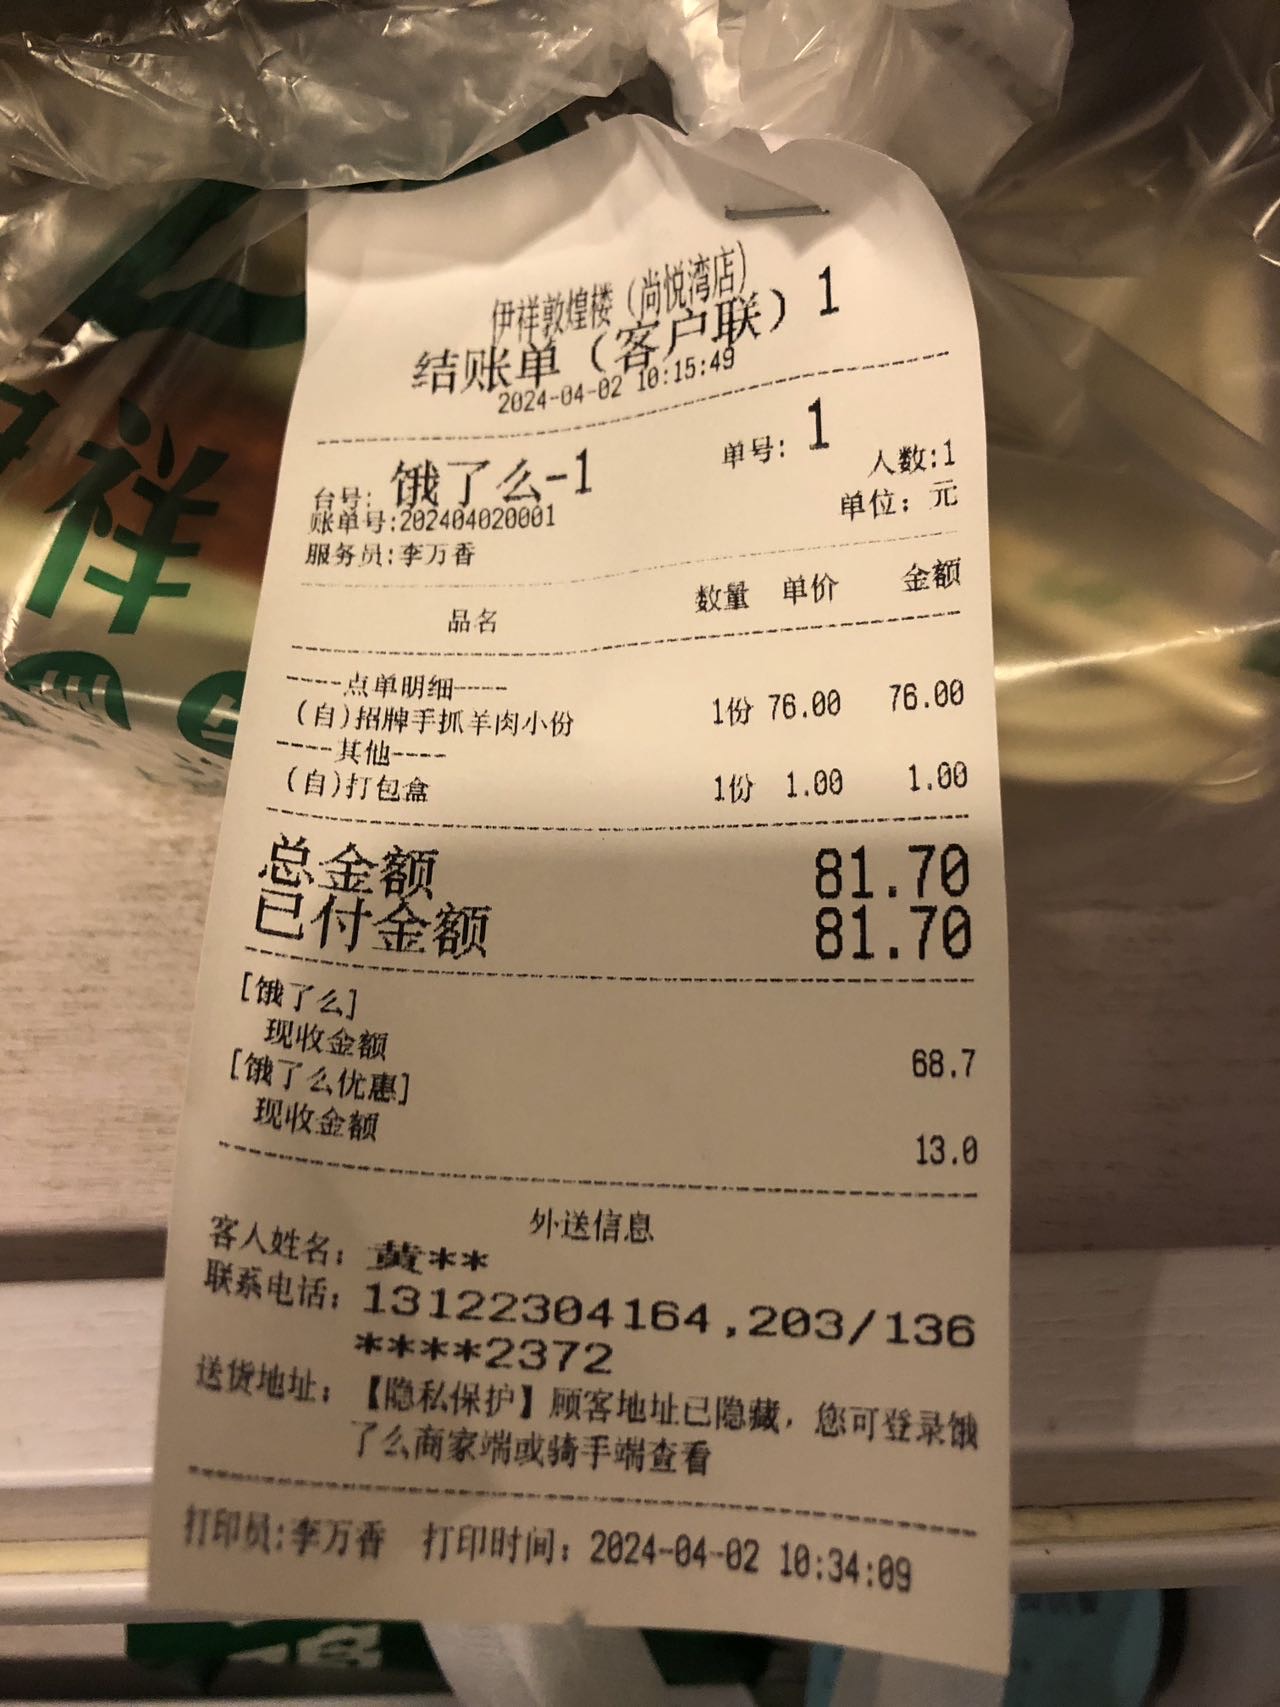 伊祥敦煌楼（尚悦湾店）
结账单（客户联）1
2024-04-02 10:15:49
台号: 饿了么-1 单号: 1 人数:1
账单号:202404020001 单位：元
服务员:李万香
品名 数量 单价 金额
----点单明细-----
(自)招牌手抓羊肉小份 1份 76.00 76.00
----其他----
(自)打包盒 1份 1.00 1.00
总金额 81.70
已付金额 81.70
[饿了么]
现收金额 68.7
[饿了么优惠]
现收金额 13.0
外送信息
客人姓名：黄**
联系电话：13122304164,203/136
****2372
送货地址：【隐私保护】顾客地址已隐藏，您可登录饿
了么商家端或骑手端查看
打印员:李万香 打印时间：2024-04-02 10:34:09
祥